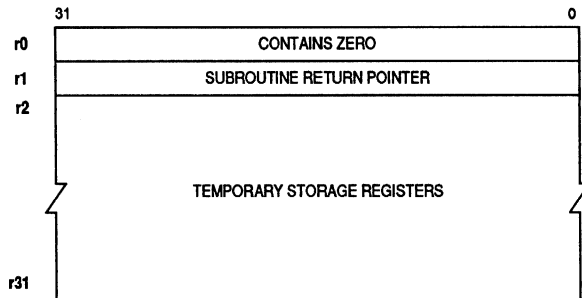 31 0
r0 CONTAINS ZERO
r1 SUBROUTINE RETURN POINTER
r2
TEMPORARY STORAGE REGISTERS
r31